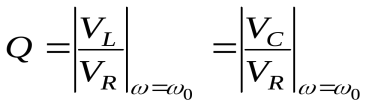 Q = |V_L / V_R|_{ω=ω_0} = |V_C / V_R|_{ω=ω_0}